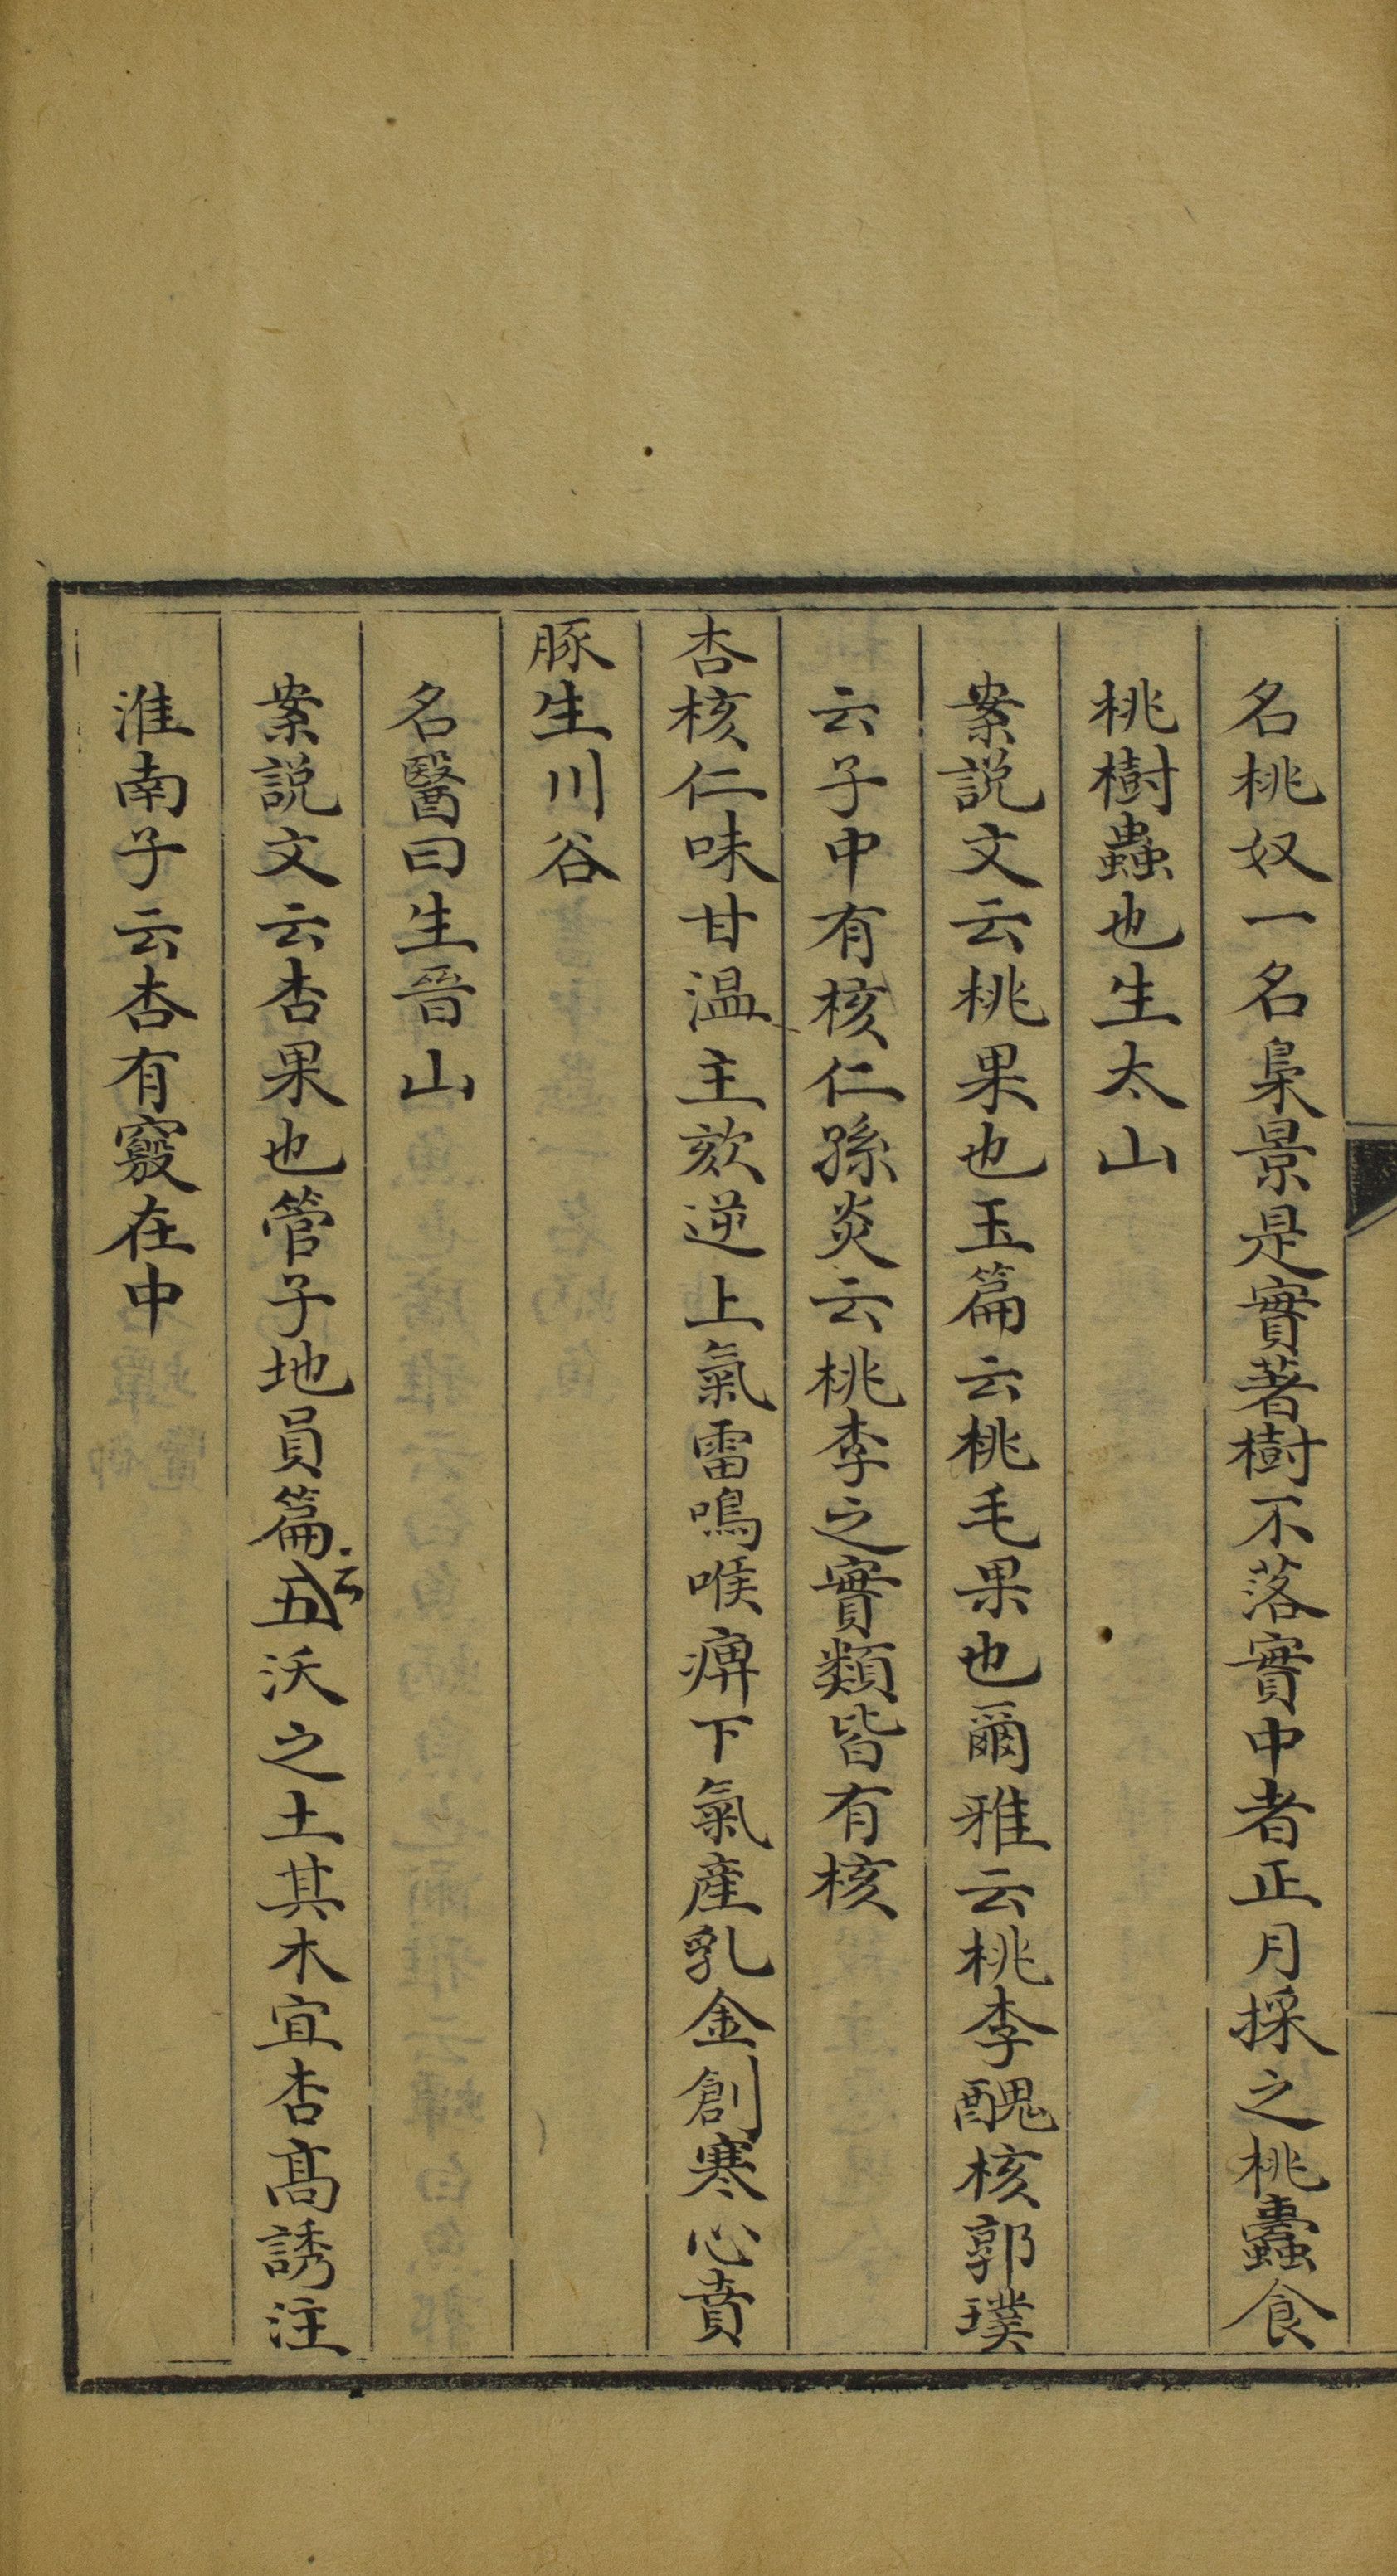 名桃奴一名梟景是實著樹不落實中者正月採之桃蠹食
桃樹蟲也生太山
案説文云桃果也玉篇云桃毛果也爾雅云桃李醜核郭璞
云子中有核仁孫炎云桃李之實類皆有核
杏核仁味甘温主欬逆上氣雷鳴喉痹下氣産乳金創寒心賁
豚生川谷
名醫曰生晉山
案説文云杏果也管子地員篇云五沃之土其木宜杏髙誘注
淮南子云杏有竅在中